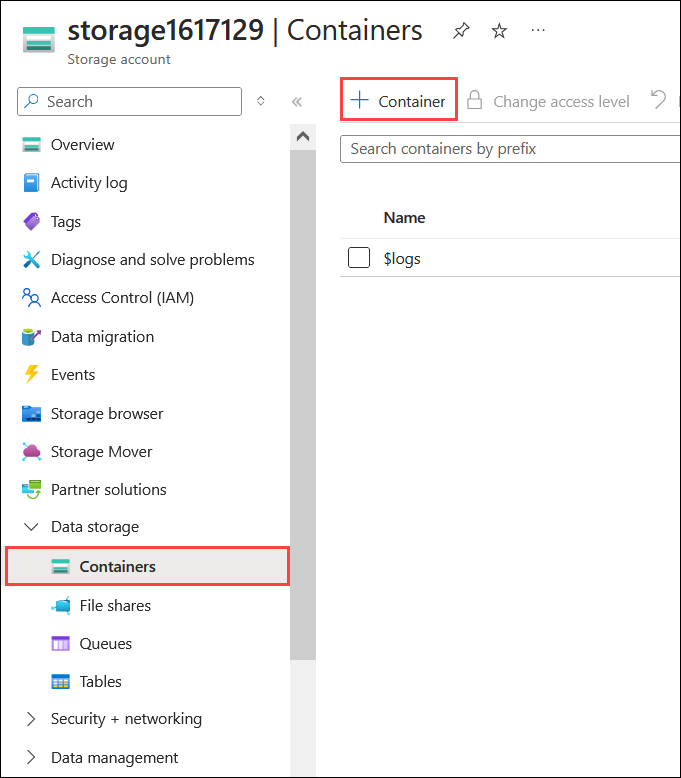 storage1617129 | Containers
Storage account
Search
Overview
Activity log
Tags
Diagnose and solve problems
Access Control (IAM)
Data migration
Events
Storage browser
Storage Mover
Partner solutions
Data storage
Containers
File shares
Queues
Tables
Security + networking
Data management
Container
Change access level
Search containers by prefix
Name
$logs